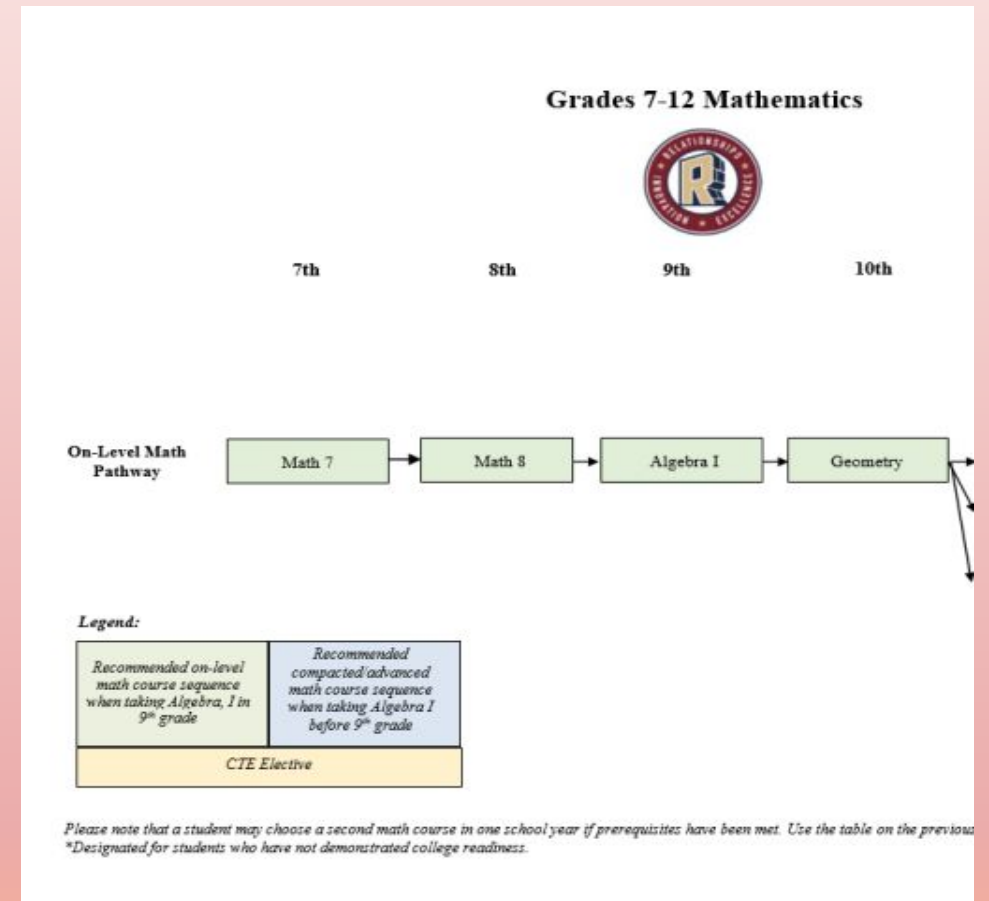 Grades 7-12 Mathematics
RELATIONSHIPS
INNOVATION
EXCELLENCE
R
7th
8th
9th
10th
On-Level Math
Pathway
Math 7
Math 8
Algebra I
Geometry
Legend:
Recommended on-level
math course sequence
when taking Algebra, I in
9th grade
Recommended
compacted/advanced
math course sequence
when taking Algebra I
before 9th grade
CTE Elective
Please note that a student may choose a second math course in one school year if prerequisites have been met. Use the table on the previous
*Designated for students who have not demonstrated college readiness.